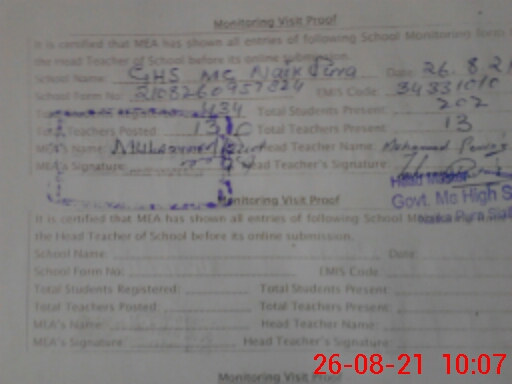 Monitoring Visit Proof
It is certified that MEA has shown all entries of following School Monitoring form
the Head Teacher of School before its online submission.
School Name: GHS MC Naik Pura Date: 26.8.21
School Form No: EMIS Code:
Total Students Present: 202
Teachers Posted 13 Total Teachers Present: 13
MEA's Name: Head Teacher Name: Mohammad
MEA's Signature Head Teacher's Signature:
Head Master
Govt. Mc High S
Naika Pura
Monitoring Visit Proof
It is certified that MEA has shown all entries of following School Monitoring form
the Head Teacher of School before its online submission.
School Name: Date:
School Form No: EMIS Code:
Total Students Registered: Total Students Present:
Total Teachers Posted: Total Teachers Present:
MEA's Name: Head Teacher Name:
MEA's Signature Head Teacher's Signature:
Monitoring Visit Proof
26-08-21 10:07